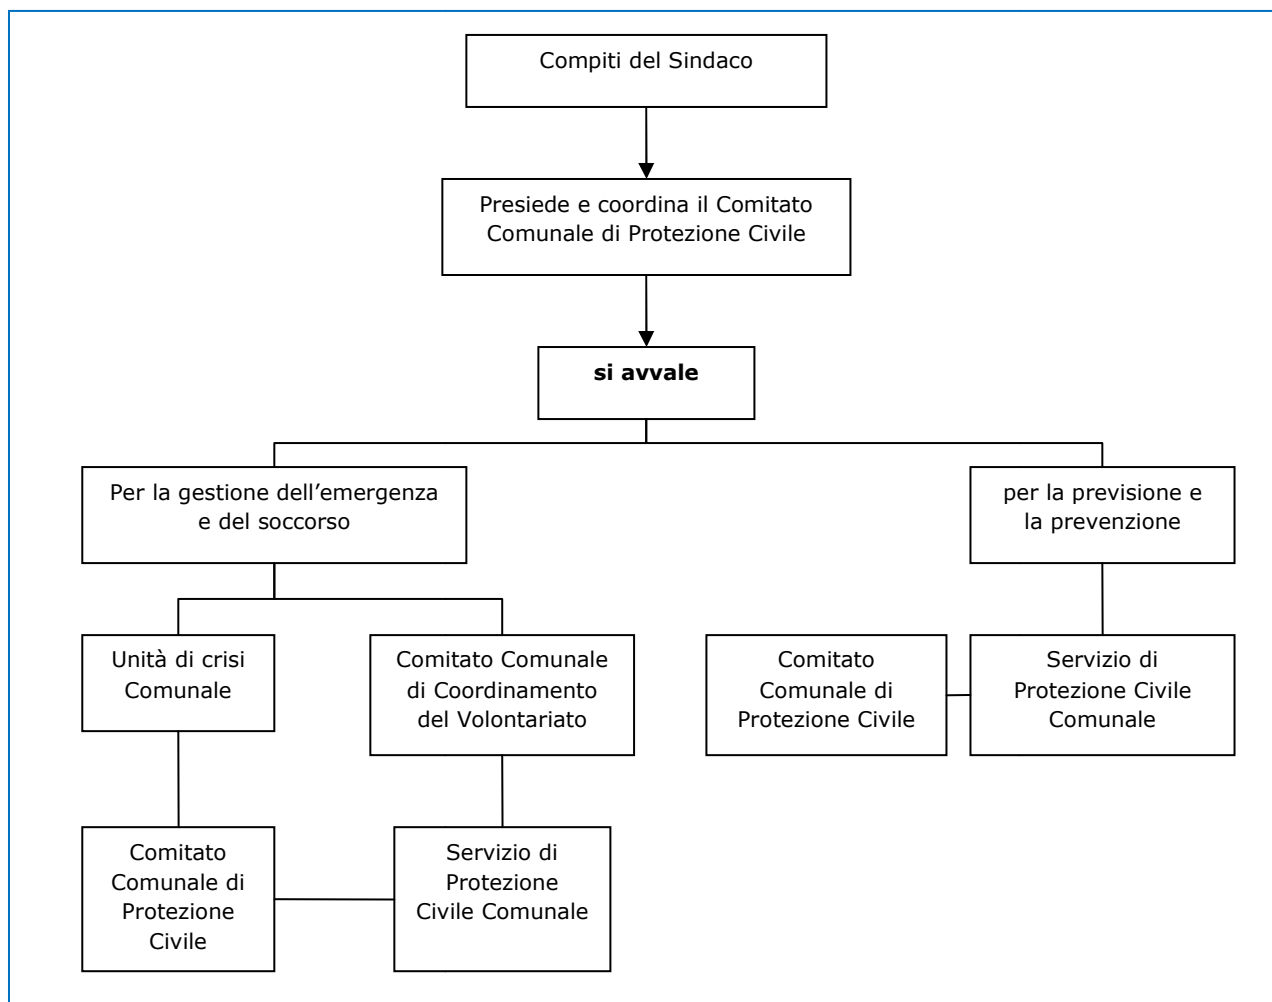 Compiti del Sindaco
Presiede e coordina il Comitato
Comunale di Protezione Civile
si avvale
Per la gestione dell’emergenza
e del soccorso
per la previsione e
la prevenzione
Unità di crisi
Comunale
Comitato Comunale
di Coordinamento
del Volontariato
Comitato
Comunale di
Protezione Civile
Servizio di
Protezione Civile
Comunale
Comitato
Comunale di
Protezione
Civile
Servizio di
Protezione
Civile Comunale